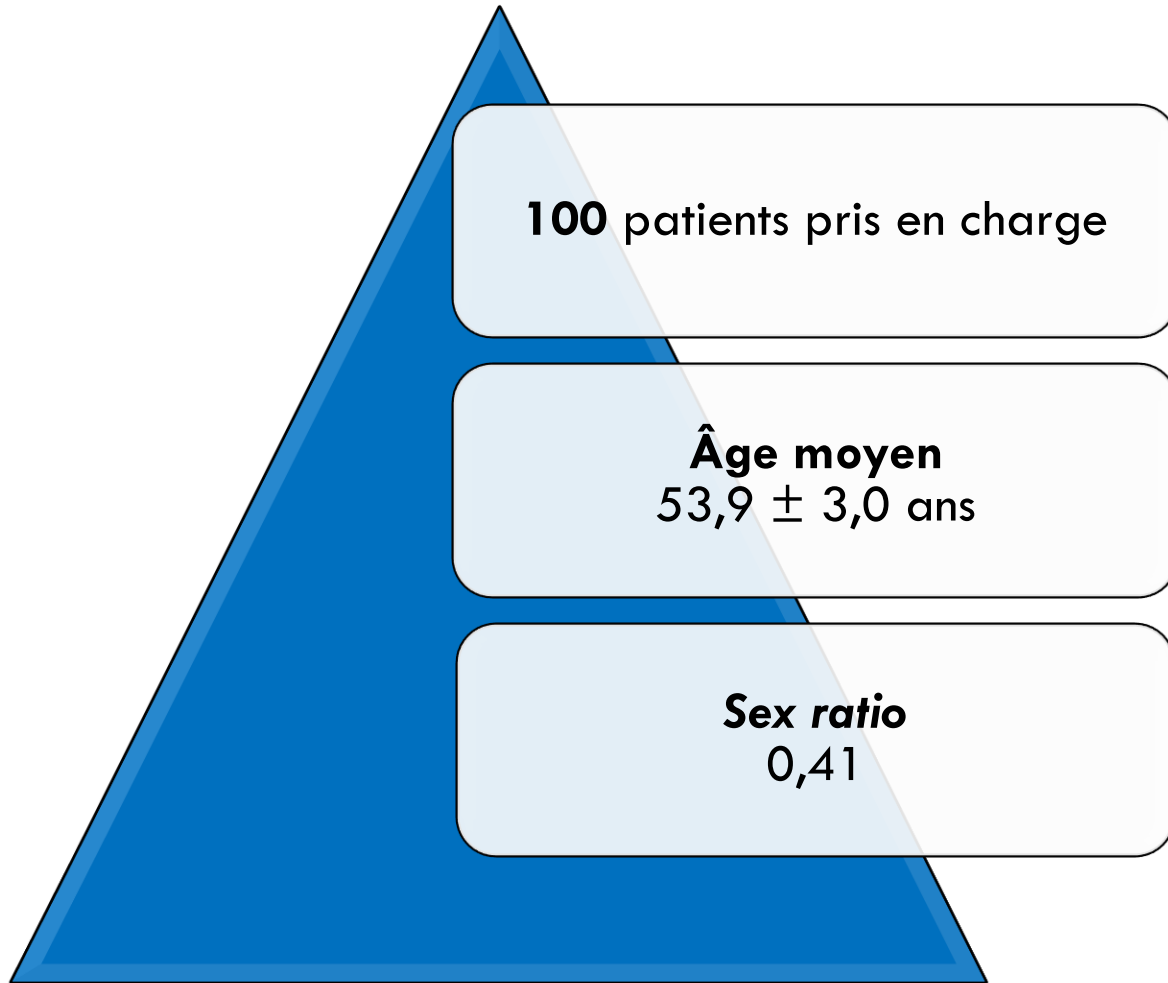 100 patients pris en charge
Âge moyen
53,9 ± 3,0 ans
Sex ratio
0,41